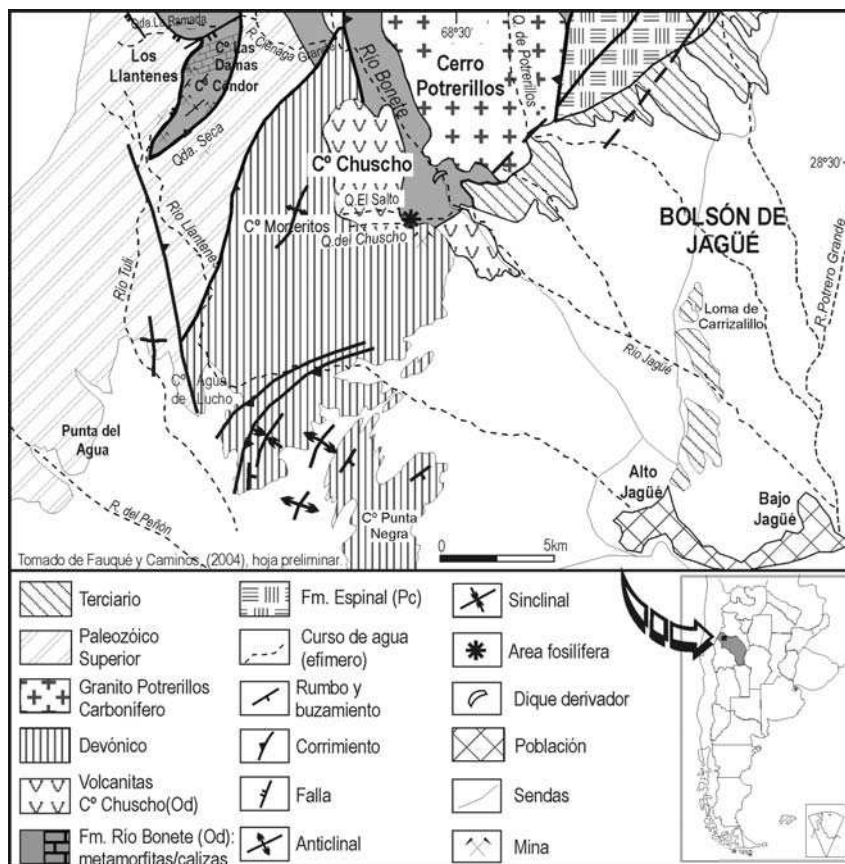 Qda. La Ramada
Los
Llantenes
Cº Las
Damas
Cº Cóndor
R. Ciénaga Grande
Río Bonete
68°30'
Q. de Potrerillos
Cerro
Potrerillos
Qda. Seca
Cº Chuscho
28°30'
Q. El Salto
Cº Morteritos
Q. del Chuscho
BOLSÓN DE
JAGÜÉ
Río Llantenes
Río Tuli
R. Potrero Grande
Loma de
Carrizalillo
Río Jagüé
Cº Agua
de Lucho
Punta del
Agua
R. del Peñón
Alto
Jagüé
Bajo
Jagüé
Cº Punta
Negra
0 5km
Tomado de Fauqué y Caminos, (2004), hoja preliminar.
Terciario
Paleozóico
Superior
Granito Potrerillos
Carbonífero
Devónico
Volcanitas
Cº Chuscho(Od)
Fm. Río Bonete (Od):
metamorfitas/calizas
Fm. Espinal (Pc)
Curso de agua
(efímero)
Rumbo y
buzamiento
Corrimiento
Falla
Anticlinal
Sinclinal
Area fosilífera
Dique derivador
Población
Sendas
Mina